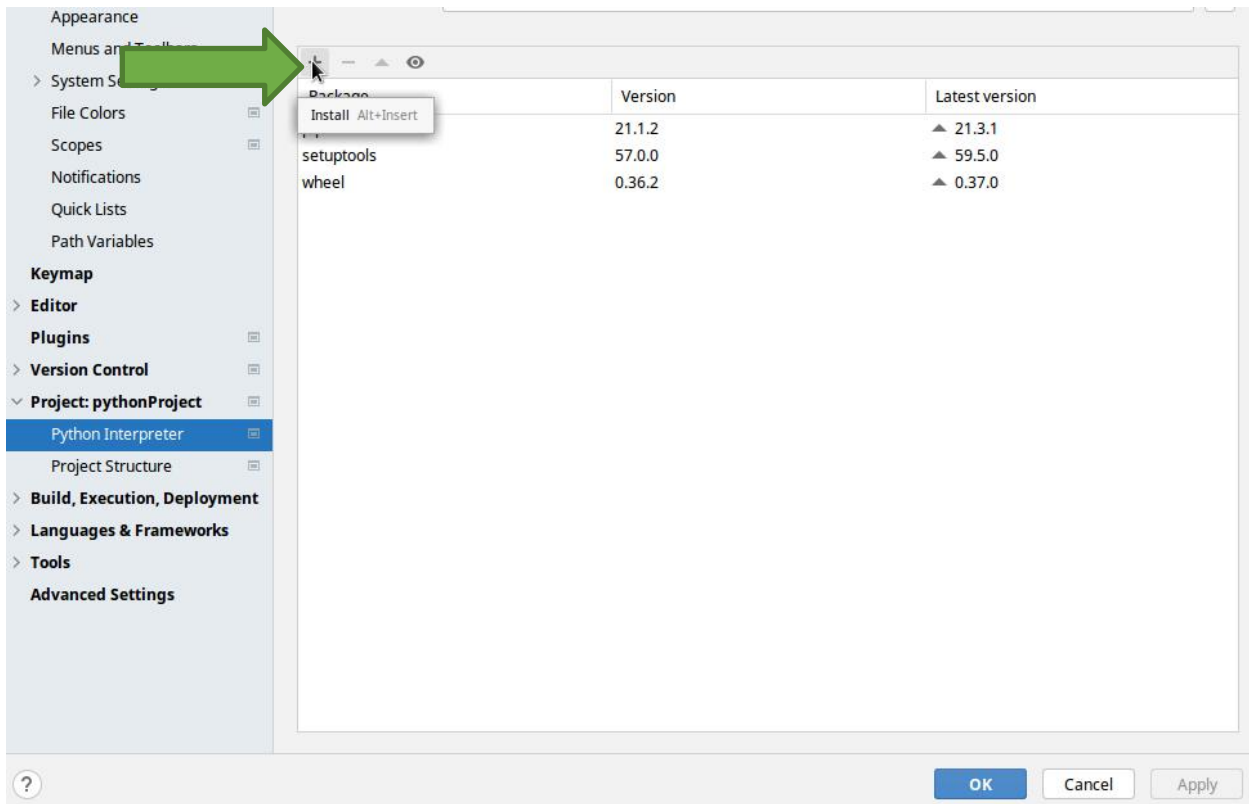 Appearance
Menus and Toolbars
System Se
File Colors
Scopes
Notifications
Quick Lists
Path Variables
Keymap
Editor
Plugins
Version Control
Project: pythonProject
Python Interpreter
Project Structure
Build, Execution, Deployment
Languages & Frameworks
Tools
Advanced Settings
Package Version Latest version
Install Alt+Insert
21.1.2 21.3.1
setuptools 57.0.0 59.5.0
wheel 0.36.2 0.37.0
?
OK Cancel Apply